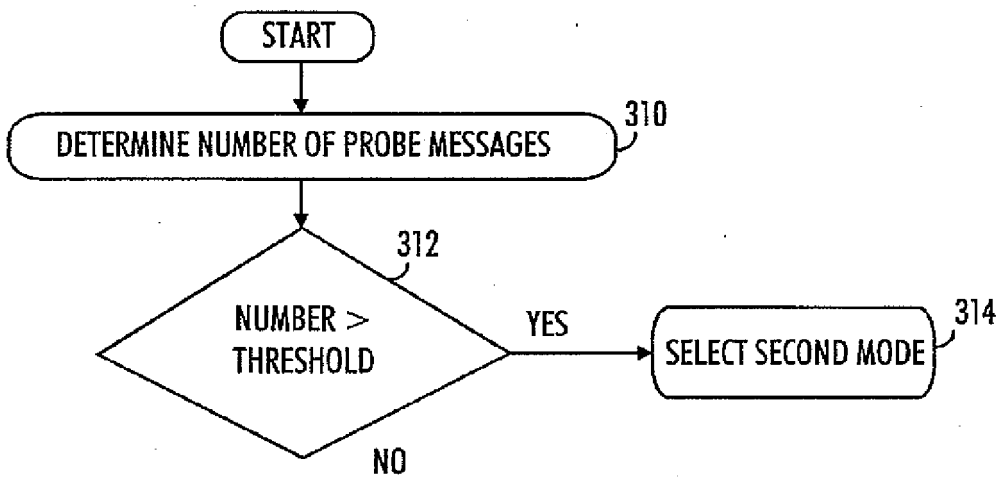 START
DETERMINE NUMBER OF PROBE MESSAGES
310
312
NUMBER >
THRESHOLD
YES
SELECT SECOND MODE
314
NO